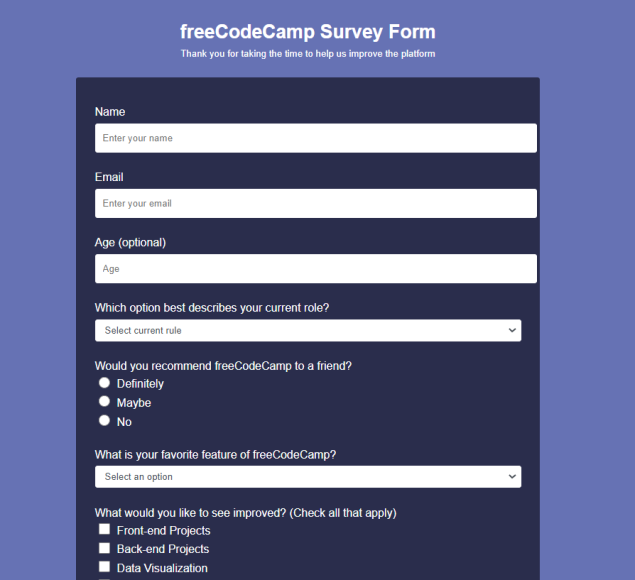 freeCodeCamp Survey Form
Thank you for taking the time to help us improve the platform
Name
Enter your name
Email
Enter your email
Age (optional)
Age
Which option best describes your current role?
Select current rule
Would you recommend freeCodeCamp to a friend?
Definitely
Maybe
No
What is your favorite feature of freeCodeCamp?
Select an option
What would you like to see improved? (Check all that apply)
Front-end Projects
Back-end Projects
Data Visualization